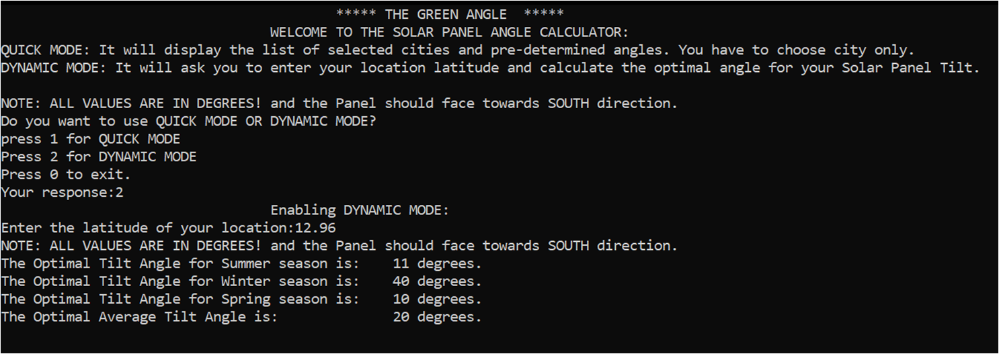 ***** THE GREEN ANGLE *****
WELCOME TO THE SOLAR PANEL ANGLE CALCULATOR:
QUICK MODE: It will display the list of selected cities and pre-determined angles. You have to choose city only.
DYNAMIC MODE: It will ask you to enter your location latitude and calculate the optimal angle for your Solar Panel Tilt.
NOTE: ALL VALUES ARE IN DEGREES! and the Panel should face towards SOUTH direction.
Do you want to use QUICK MODE OR DYNAMIC MODE?
press 1 for QUICK MODE
Press 2 for DYNAMIC MODE
Press 0 to exit.
Your response:2
Enabling DYNAMIC MODE:
Enter the latitude of your location:12.96
NOTE: ALL VALUES ARE IN DEGREES! and the Panel should face towards SOUTH direction.
The Optimal Tilt Angle for Summer season is: 11 degrees.
The Optimal Tilt Angle for Winter season is: 40 degrees.
The Optimal Tilt Angle for Spring season is: 10 degrees.
The Optimal Average Tilt Angle is: 20 degrees.